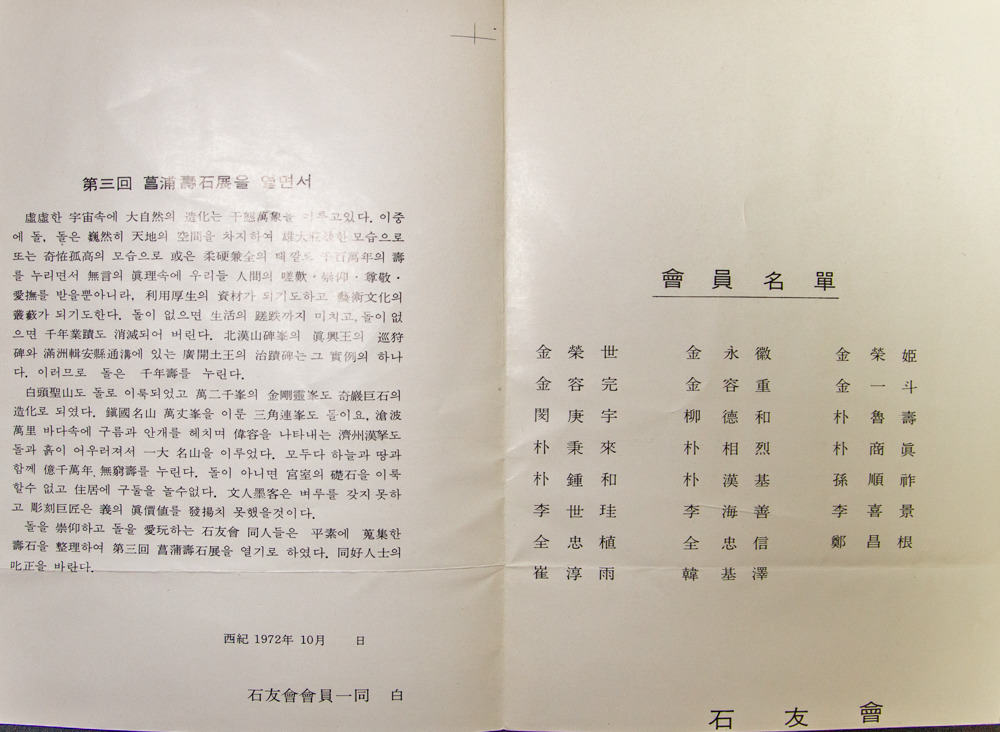 第三回 菖浦壽石展을 열면서
虛虛한 宇宙속에 大自然의 造化는 千態萬象을 이루고있다. 이중
에 돌, 돌은 巍然히 天地의 空間을 차지하여 雄大莊한 모습으로
또는 奇怪孤高의 모습으로 或은 柔硬兼全의 千百萬年의 壽
를 누리면서 無言의 眞理속에 우리들 人間의 嗟歎·崇仰·尊敬·
愛撫를 받을뿐아니라, 利用厚生의 資材가 되기도하고 藝術文化의
叢藪가 되기도한다. 돌이 없으면 生活의 蹉跌까지 미치고, 돌이 없
으면 千年業蹟도 消滅되어 버린다. 北漢山碑峯의 眞興王의 巡狩
碑와 滿洲輯安縣通溝에 있는 廣開土王의 治蹟碑는 그 實例의 하나
다. 이러므로 돌은 千年壽를 누린다.
白頭聖山도 돌로 이룩되었고 萬二千峯의 金剛靈峯도 奇巖巨石의
造化로 되였다. 鎭國名山 萬丈峯을 이룬 三角連峯도 돌이요, 滄波
萬里 바다속에 구름과 안개를 헤치며 偉容을 나타내는 濟州漢拏도
돌과 흙이 어우러져서 一大 名山을 이루었다. 모두다 하늘과 땅과
함께 億千萬年 無窮壽를 누린다. 돌이 아니면 宮室의 礎石을 이룩
할수 없고 住居에 구둘을 놀수없다. 文人墨客은 벼루를 갖지 못하
고 彫刻巨匠은 義의 眞價値를 發揚치 못했을것이다.
돌을 崇仰하고 돌을 愛玩하는 石友會 同人들은 平素에 蒐集한
壽石을 整理하여 第三回 菖蒲壽石展을 열기로 하였다. 同好人士의
叱正을 바란다.
西紀 1972年 10月 日
石友會會員一同 白
會員名單
金榮世 金永徽 金榮姬
金容完 金容重 金一斗
閔庚宇 柳德和 朴魯壽
朴秉來 朴相烈 朴商眞
朴鍾和 朴漢基 孫順祚
李世珪 李海善 李喜景
全忠植 全忠信 鄭昌根
崔淳雨 韓基澤
石友會